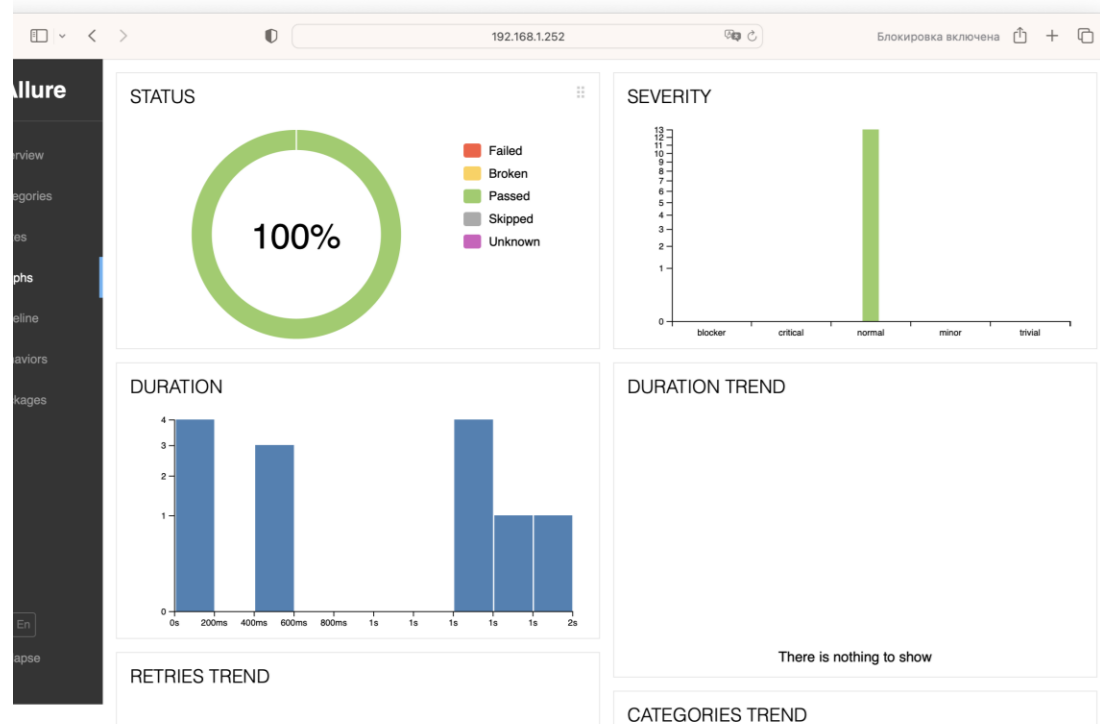 192.168.1.252
Блокировка включена
Allure
erview
egories
es
phs
eline
aviors
kages
En
apse
STATUS
100%
Failed
Broken
Passed
Skipped
Unknown
SEVERITY
13
12
11
10
9
8
7
6
5
4
3
2
1
0
blocker critical normal minor trivial
DURATION
4
3
2
1
0
0s 200ms 400ms 600ms 800ms 1s 1s 1s 1s 1s 2s
DURATION TREND
There is nothing to show
RETRIES TREND
CATEGORIES TREND